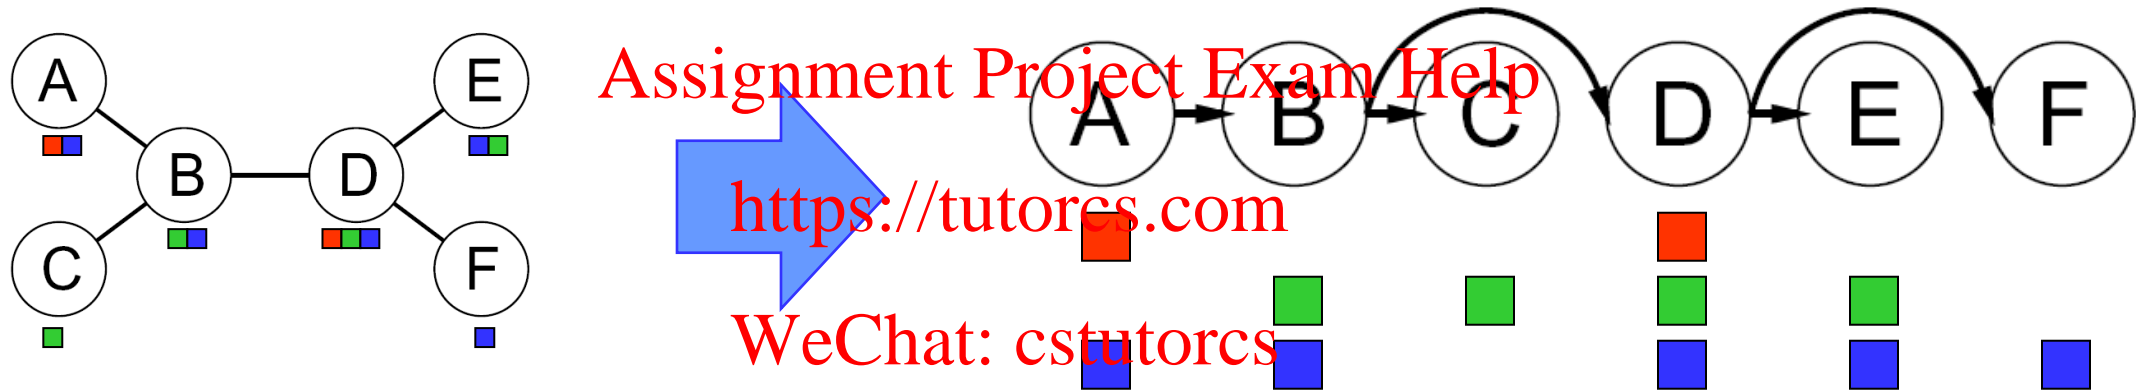 A
E
B
D
C
F
Assignment Project Exam Help
A
B
C
D
E
F
https://tutorcs.com
WeChat: cstutorcs